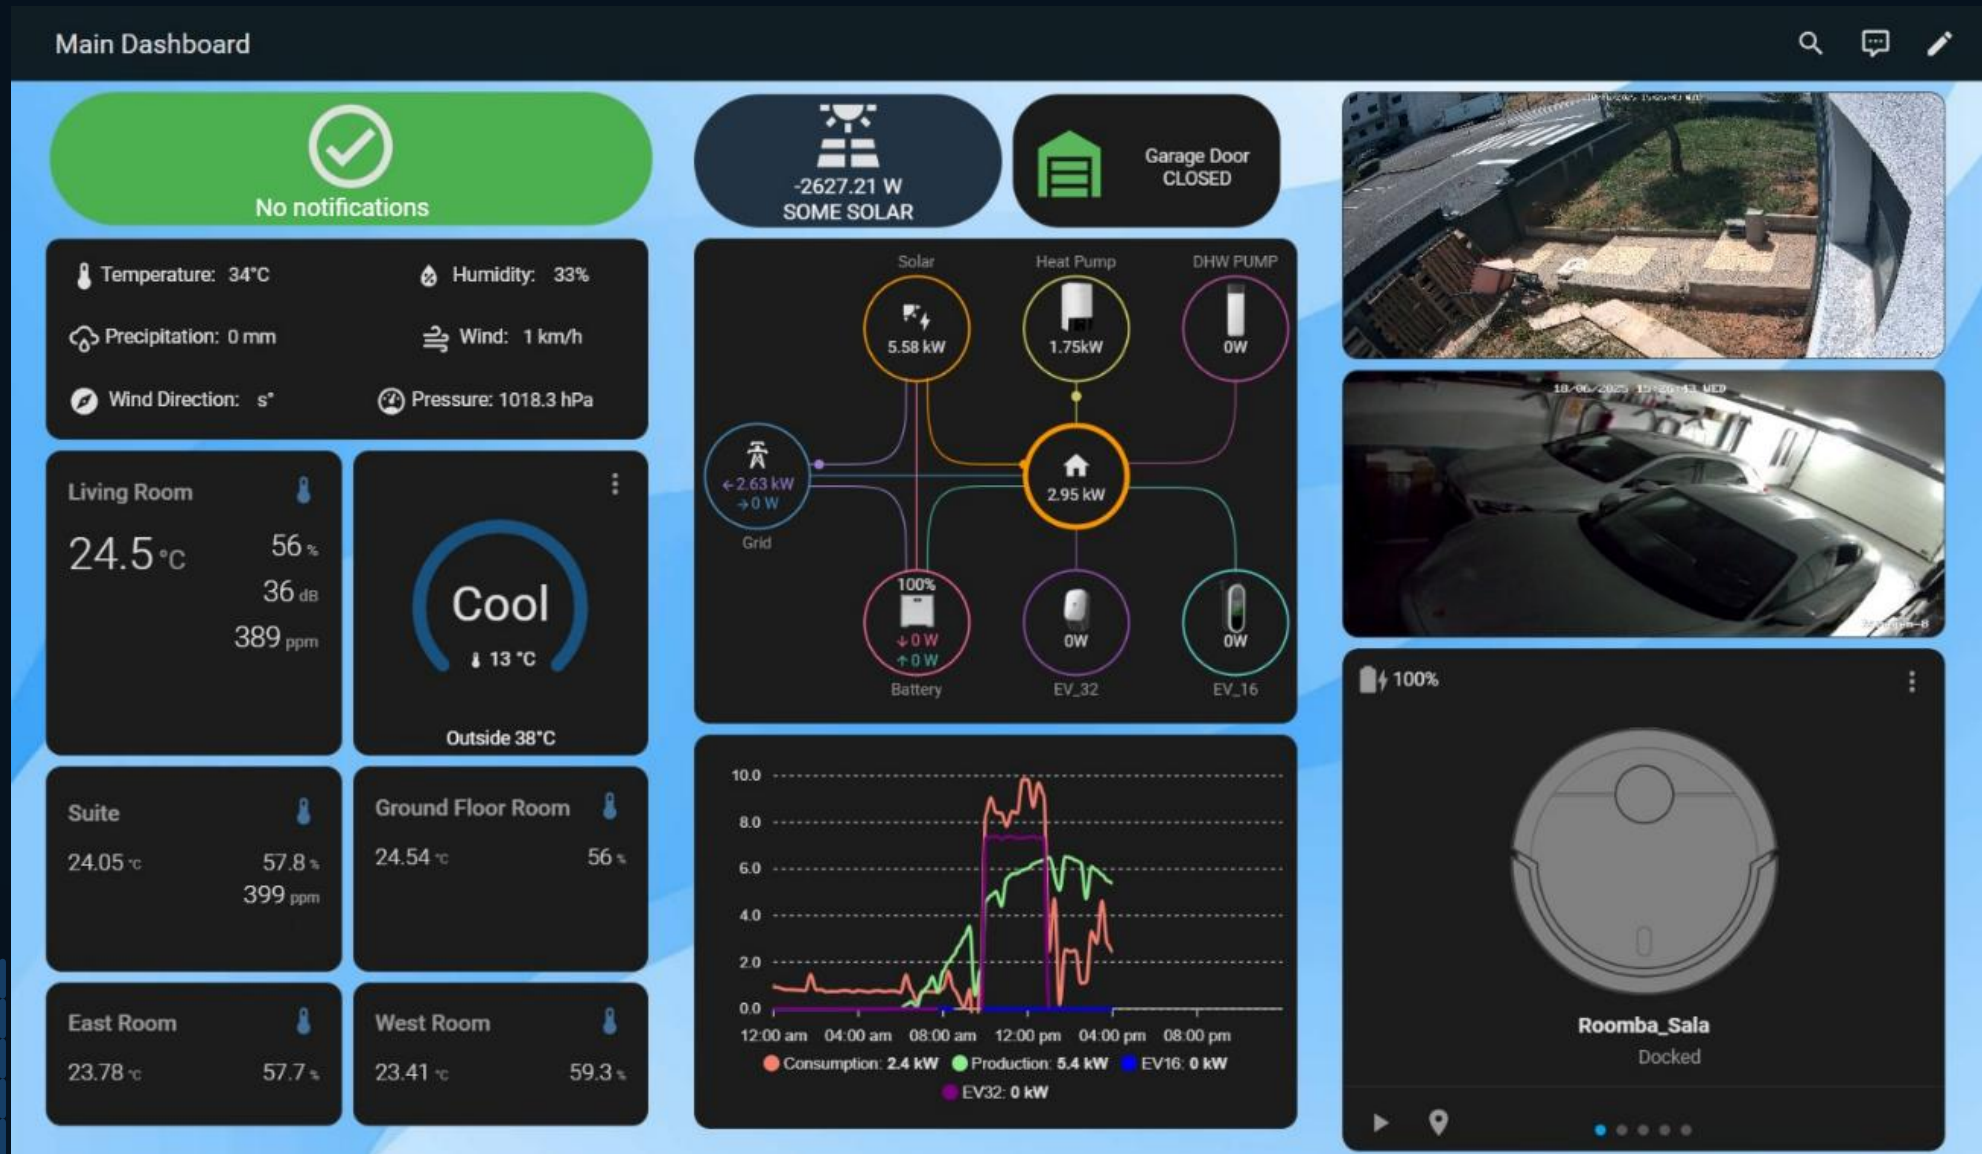 Main Dashboard
No notifications
-2627.21 W
SOME SOLAR
Garage Door
CLOSED
Temperature: 34°C
Humidity: 33%
Precipitation: 0 mm
Wind: 1 km/h
Wind Direction: s°
Pressure: 1018.3 hPa
Living Room
24.5 °C
56 %
36 dB
389 ppm
Cool
13 °C
Outside 38°C
Suite
24.05 °C
57.8 %
399 ppm
Ground Floor Room
24.54 °C
56 %
East Room
23.78 °C
57.7 %
West Room
23.41 °C
59.3 %
Solar
Heat Pump
DHW PUMP
5.58 kW
1.75kW
0W
←2.63 kW
→0 W
Grid
2.95 kW
100%
↓0 W
↑0 W
Battery
0W
EV_32
0W
EV_16
10.0
8.0
6.0
4.0
2.0
0.0
12:00 am 04:00 am 08:00 am 12:00 pm 04:00 pm 08:00 pm
Consumption: 2.4 kW Production: 5.4 kW EV16: 0 kW
EV32: 0 kW
18/06/2025 15:26:43 WED
100%
Roomba_Sala
Docked